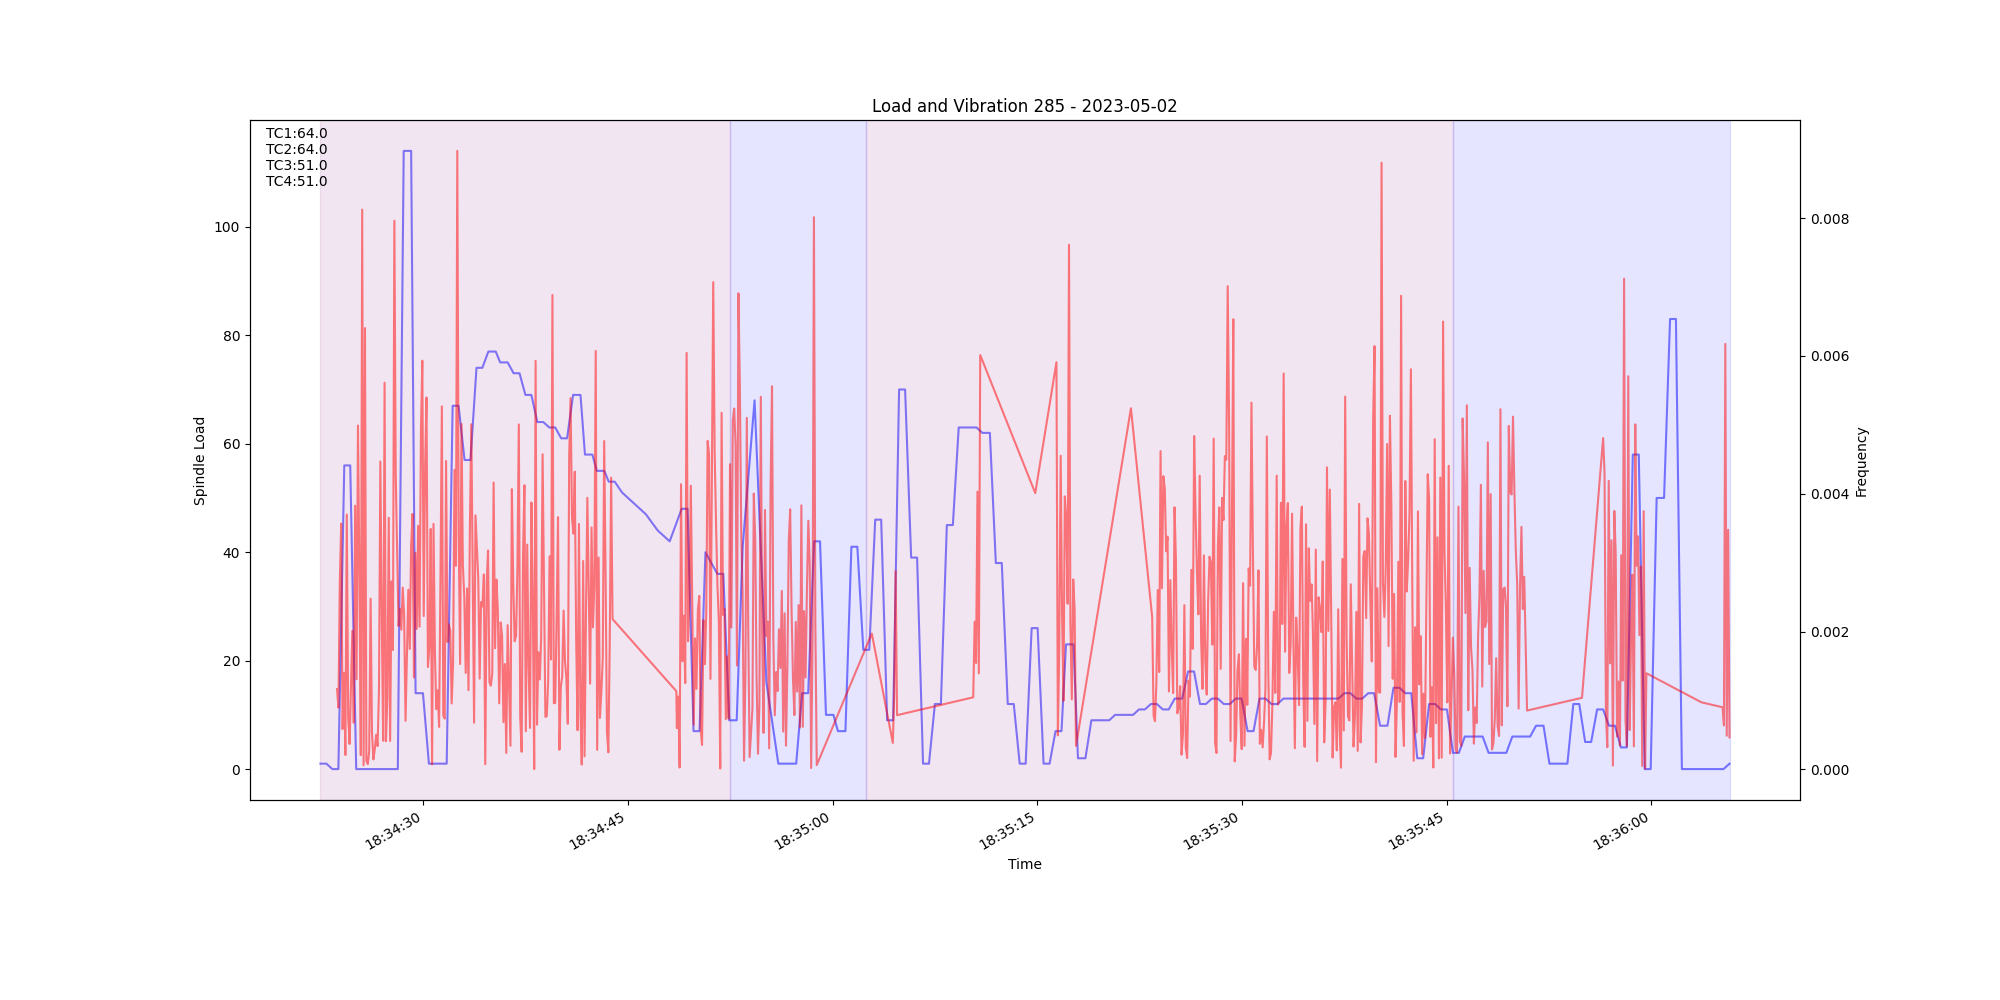 Load and Vibration 285 - 2023-05-02
TC1:64.0
TC2:64.0
TC3:51.0
TC4:51.0
100
80
60
40
20
0
Spindle Load
0.008
0.006
0.004
0.002
0.000
Frequency
18:34:30
18:34:45
18:35:00
18:35:15
18:35:30
18:35:45
18:36:00
Time